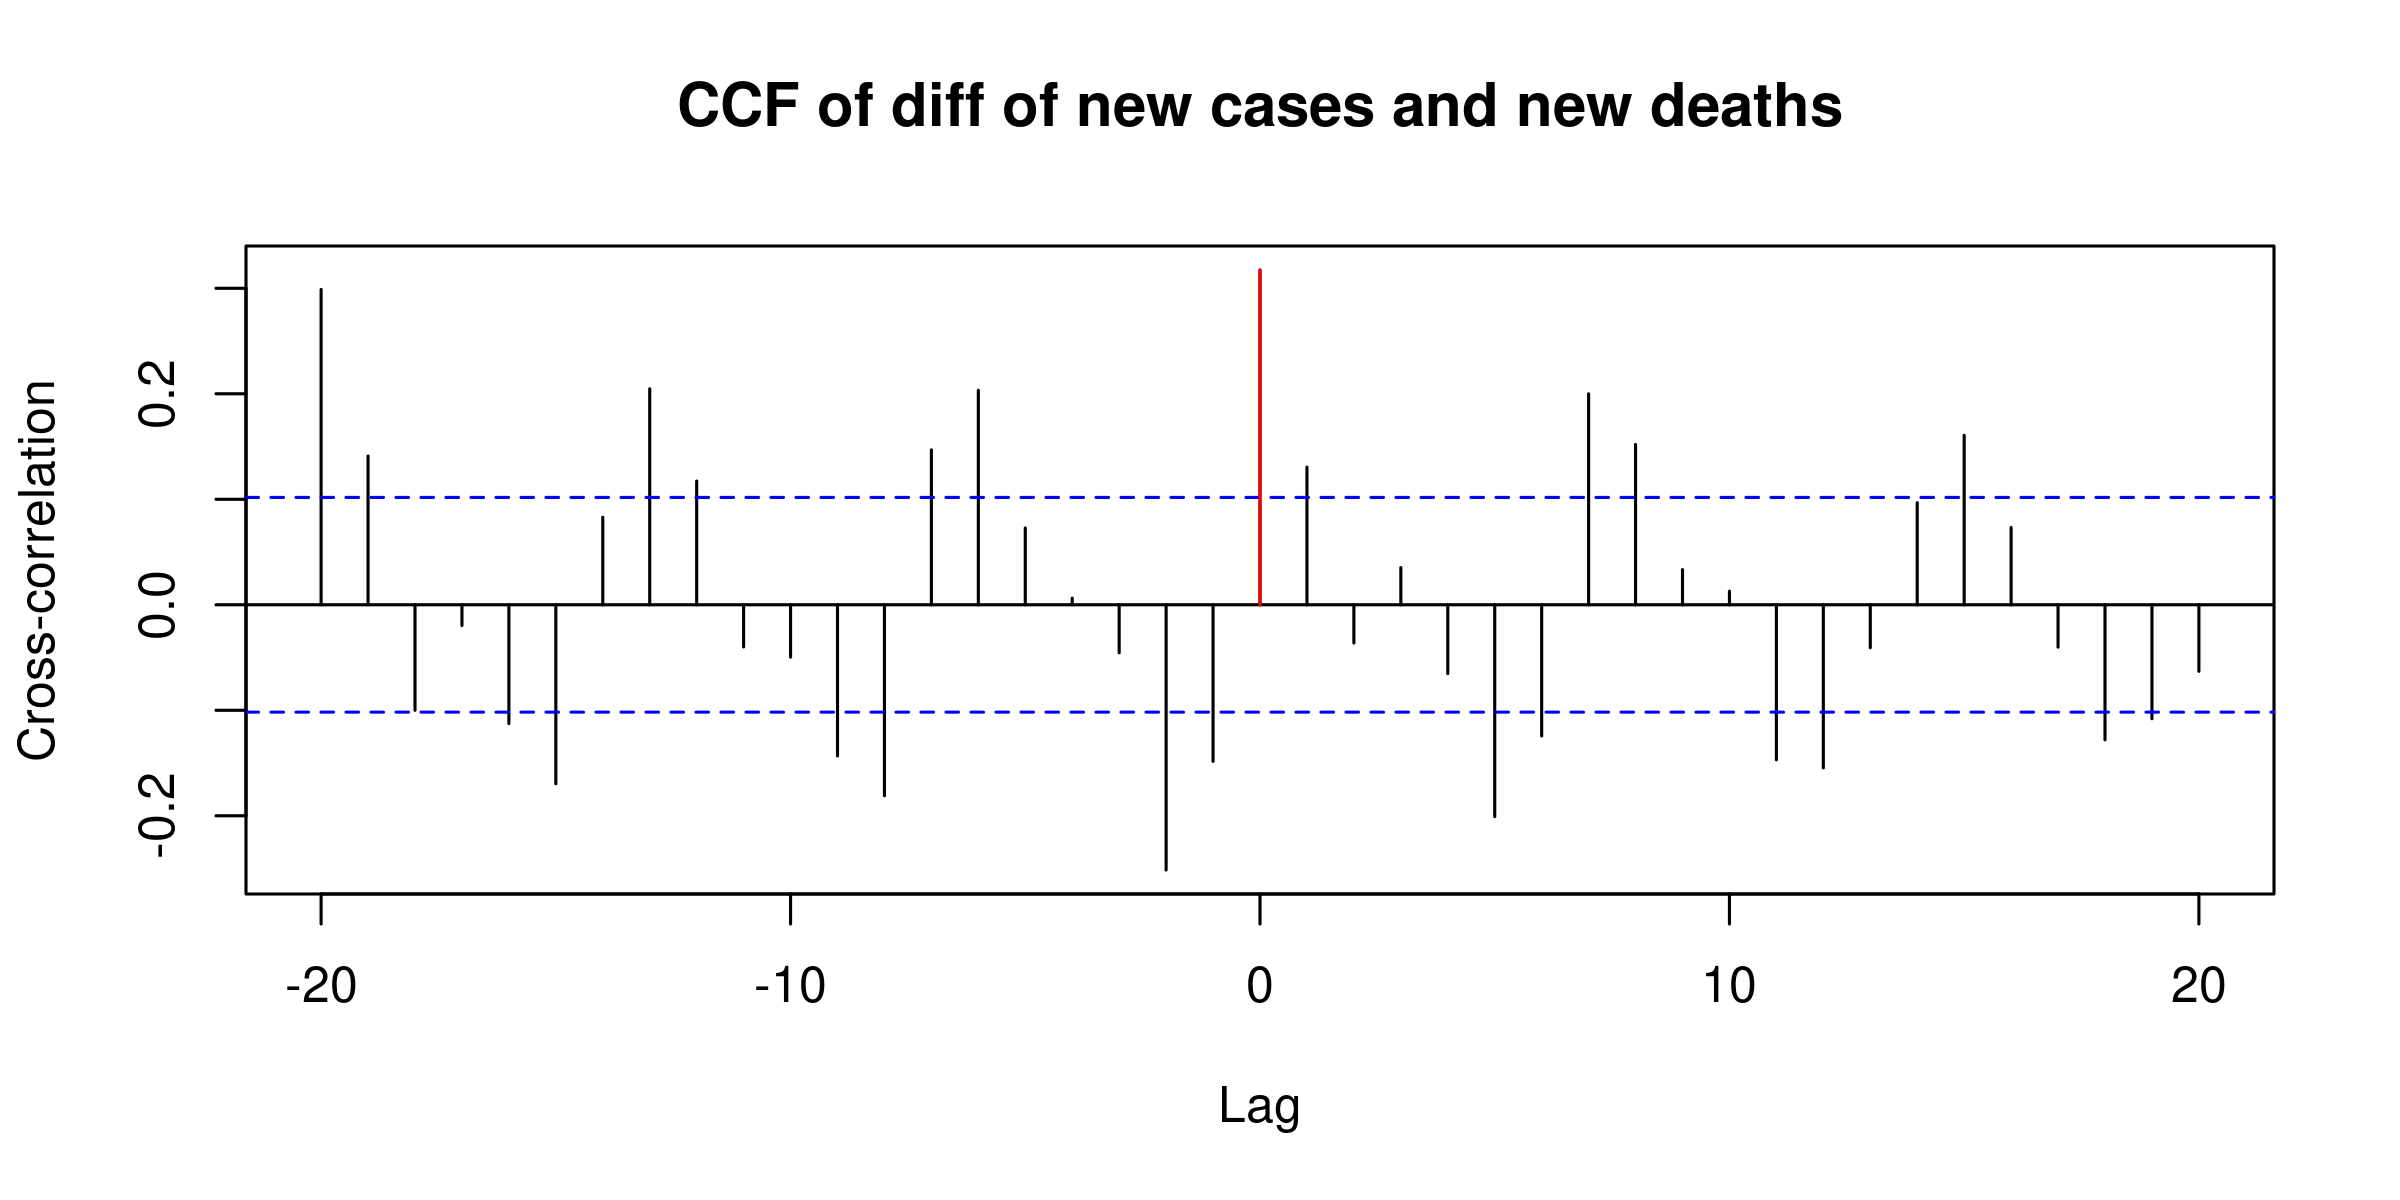 CCF of diff of new cases and new deaths
Cross-correlation
0.2
0.0
-0.2
-20 -10 0 10 20
Lag